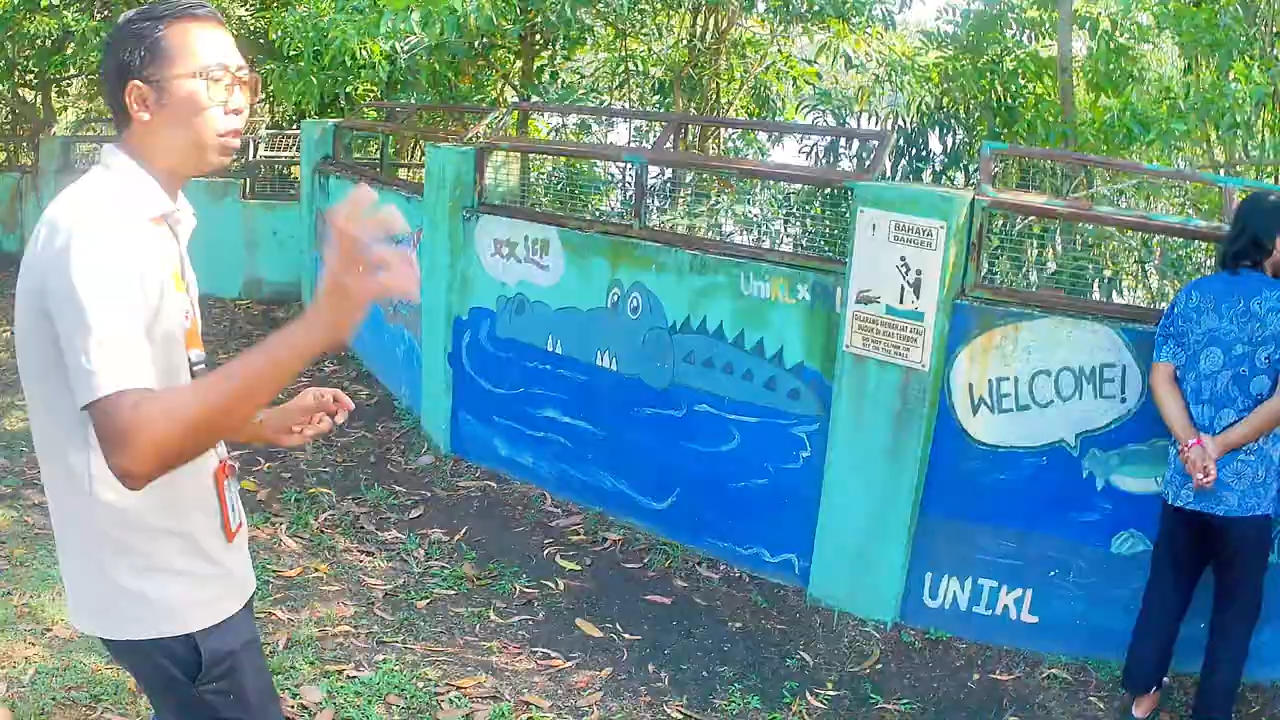 欢迎
UniKL x
!
BAHAYA
DANGER
DILARANG MEMANJAT ATAU
DUDUK DI ATAS TEMBOK
DO NOT CLIMB OR
SIT ON THE WALL
WELCOME!
UNIKL